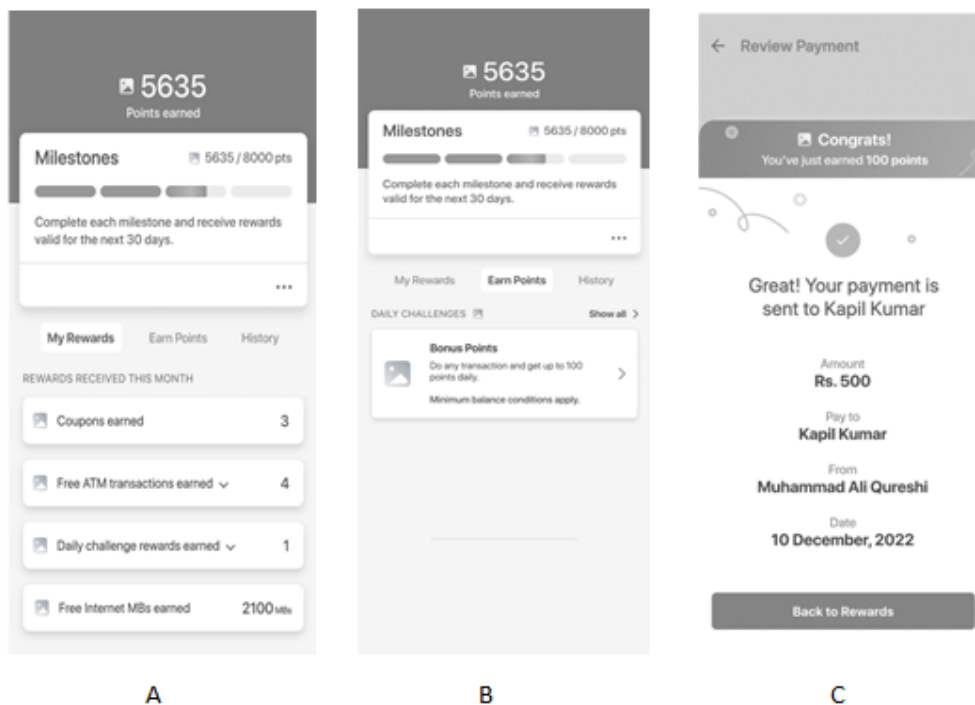 5635
Points earned
Milestones 5635 / 8000 pts
Complete each milestone and receive rewards
valid for the next 30 days.
...
My Rewards Earn Points History
REWARDS RECEIVED THIS MONTH
Coupons earned 3
Free ATM transactions earned 4
Daily challenge rewards earned 1
Free Internet MBs earned 2100 MBs
A
5635
Points earned
Milestones 5635 / 8000 pts
Complete each milestone and receive rewards
valid for the next 30 days.
...
My Rewards Earn Points History
DAILY CHALLENGES Show all
Bonus Points
Do any transaction and get up to 100
points daily.
Minimum balance conditions apply.
B
Review Payment
Congrats!
You've just earned 100 points
Great! Your payment is
sent to Kapil Kumar
Amount
Rs. 500
Pay to
Kapil Kumar
From
Muhammad Ali Qureshi
Date
10 December, 2022
Back to Rewards
C